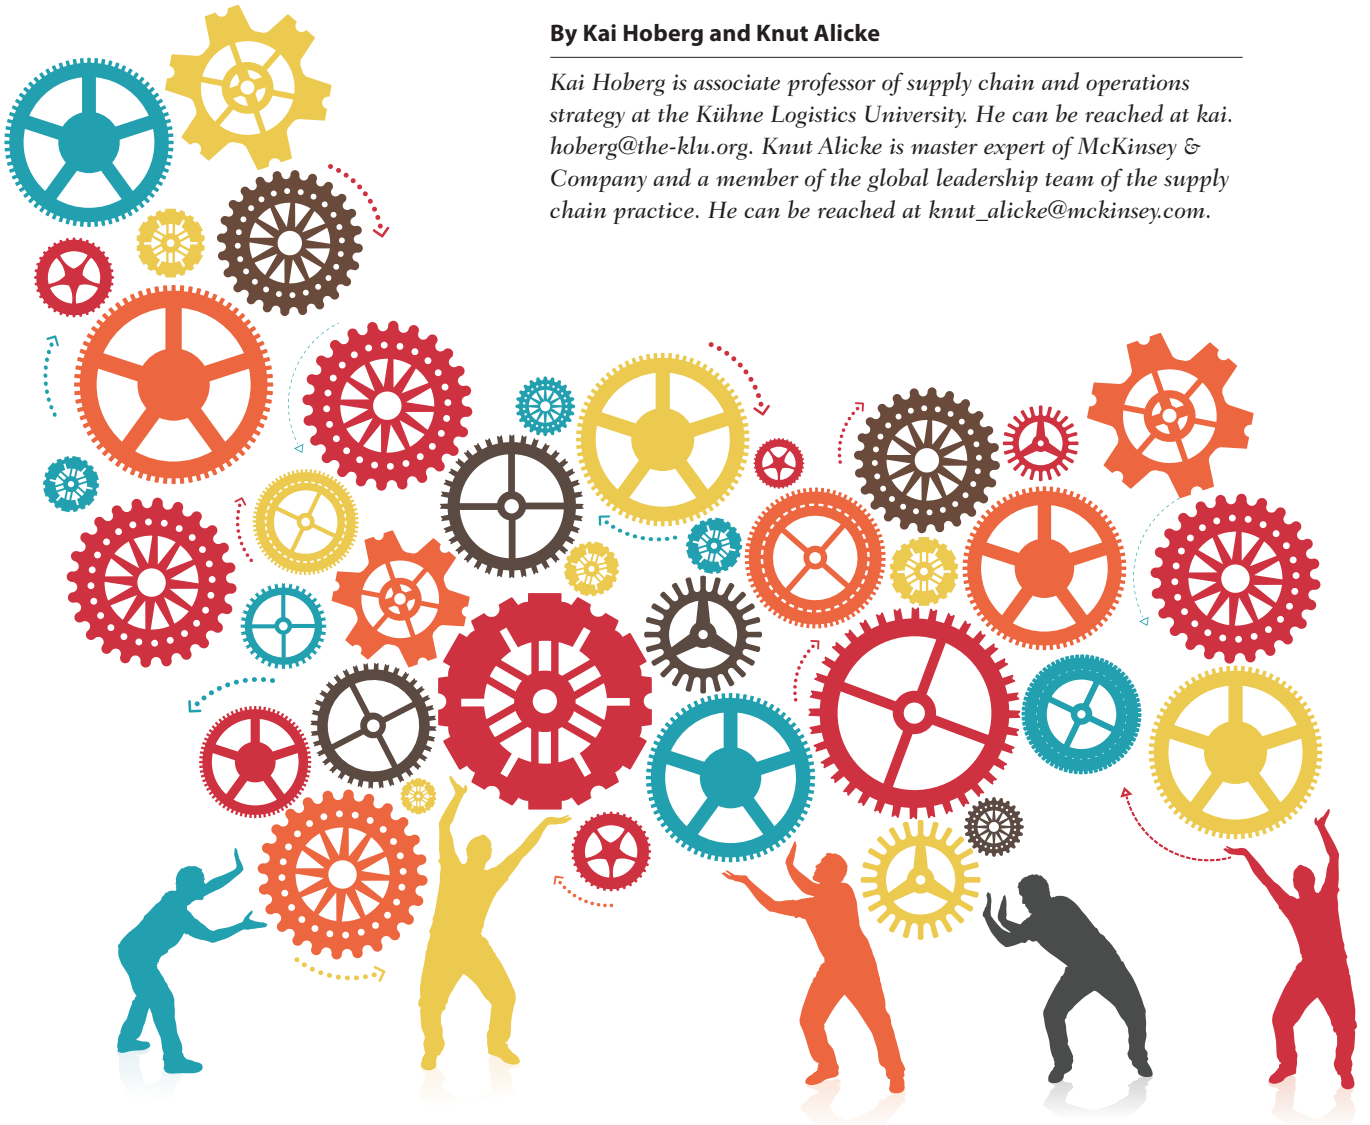 By Kai Hoberg and Knut Alicke
Kai Hoberg is associate professor of supply chain and operations
strategy at the Kühne Logistics University. He can be reached at kai.
hoberg@the-klu.org. Knut Alicke is master expert of McKinsey &
Company and a member of the global leadership team of the supply
chain practice. He can be reached at knut_alicke@mckinsey.com.